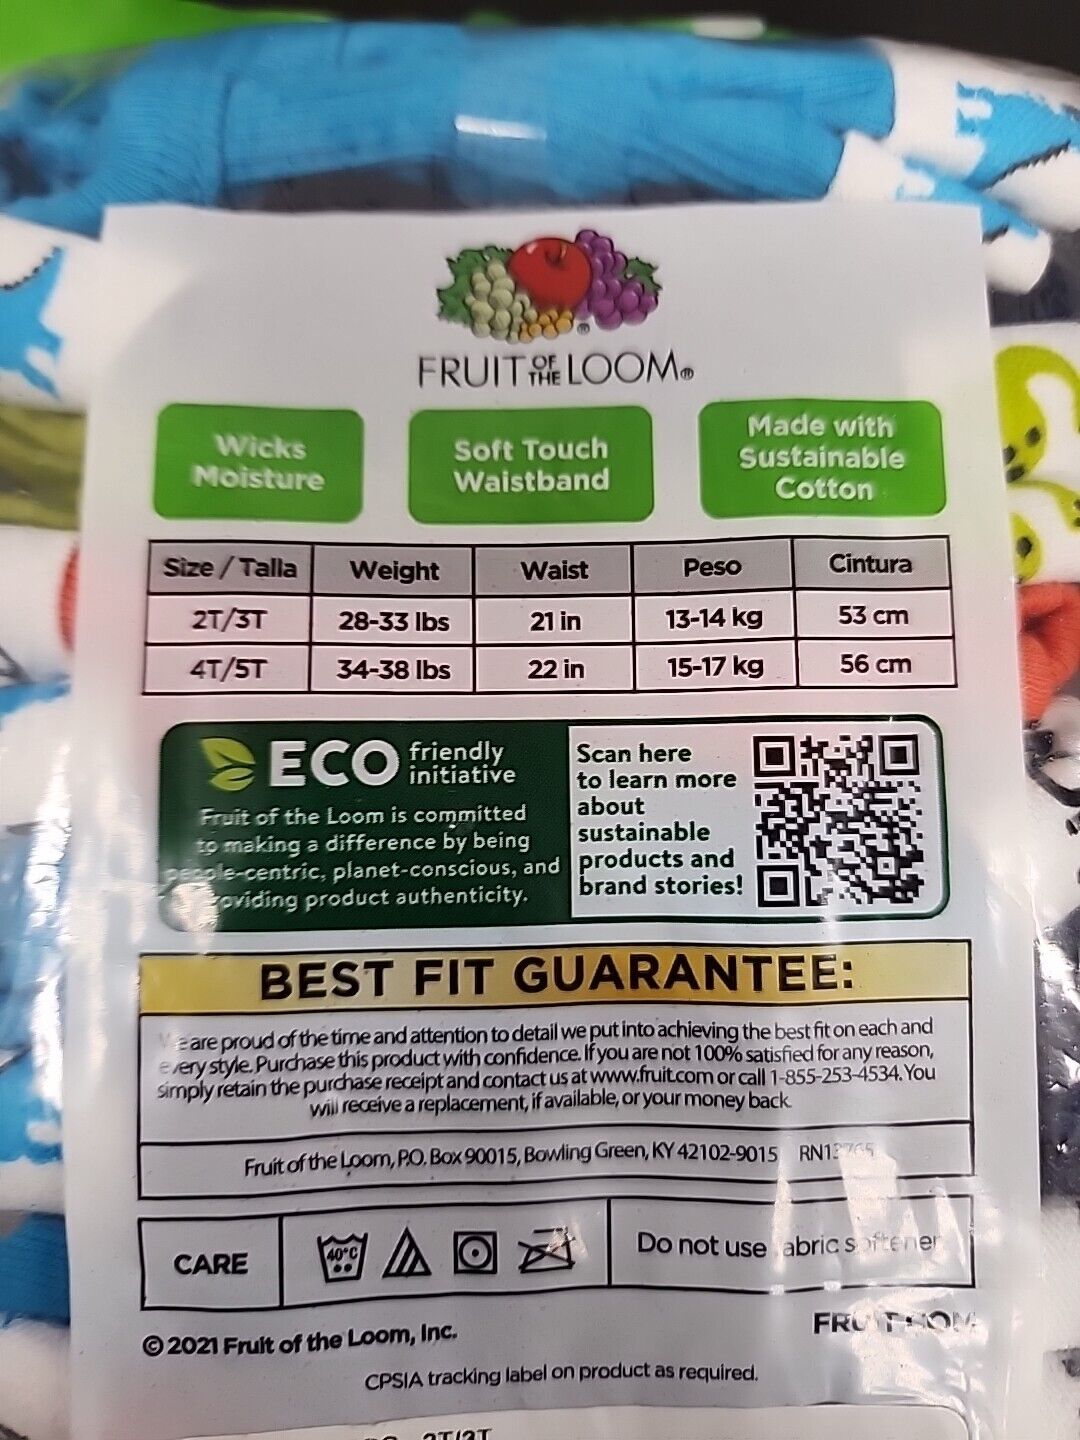 FRUIT OF THE LOOM®
Wicks
Moisture
Soft Touch
Waistband
Made with
Sustainable
Cotton
Size / Talla Weight Waist Peso Cintura
2T/3T 28-33 lbs 21 in 13-14 kg 53 cm
4T/5T 34-38 lbs 22 in 15-17 kg 56 cm
ECO friendly
initiative
Fruit of the Loom is committed
to making a difference by being
people-centric, planet-conscious, and
providing product authenticity.
Scan here
to learn more
about
sustainable
products and
brand stories!
BEST FIT GUARANTEE:
We are proud of the time and attention to detail we put into achieving the best fit on each and
every style. Purchase this product with confidence. If you are not 100% satisfied for any reason,
simply retain the purchase receipt and contact us at www.fruit.com or call 1-855-253-4534. You
will receive a replacement, if available, or your money back.
Fruit of the Loom, P.O. Box 90015, Bowling Green, KY 42102-9015
CARE
40°C
Do not use fabric softener
© 2021 Fruit of the Loom, Inc.
FRUIT.COM
CPSIA tracking label on product as required.
2T/3T